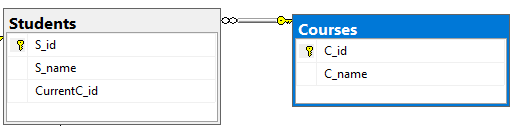 Students
S_id
S_name
CurrentC_id
Courses
C_id
C_name